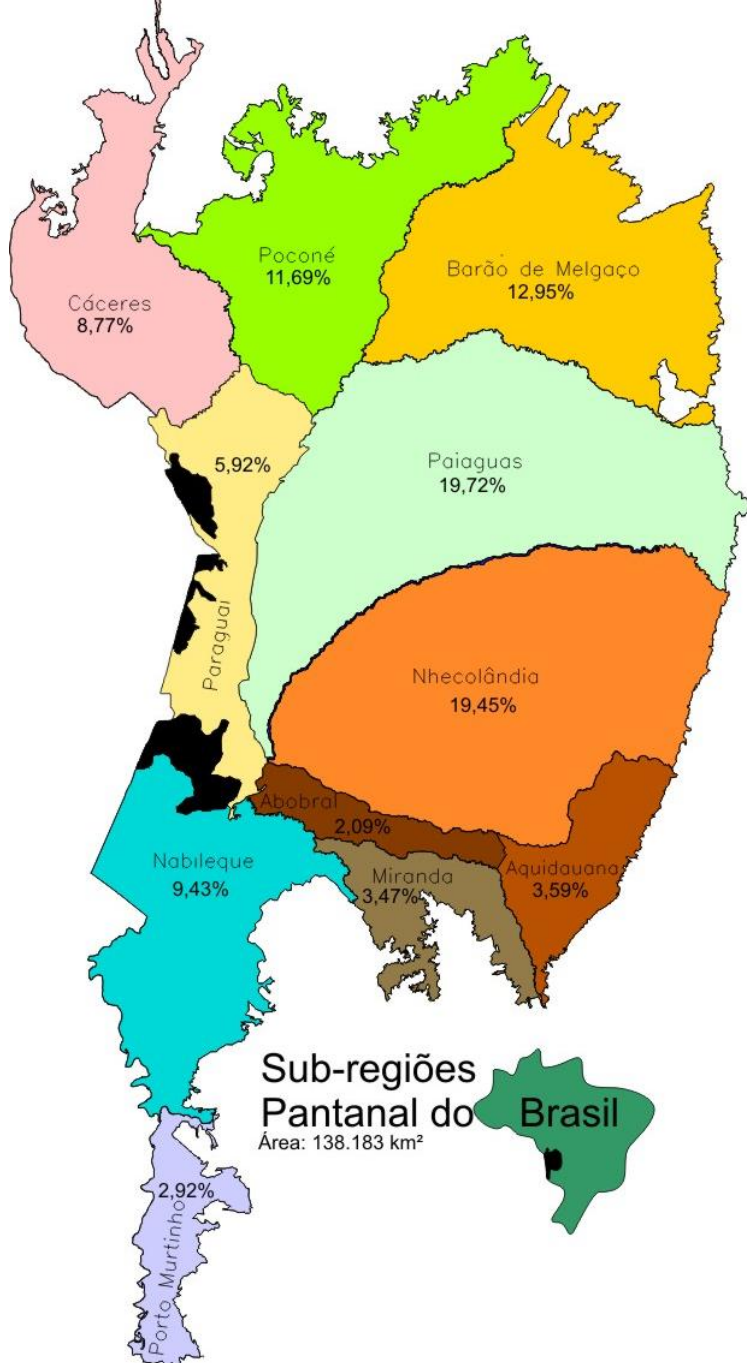 Poconé
11,69%
Barão de Melgaço
12,95%
Cáceres
8,77%
5,92%
Paraguai
Paiaguas
19,72%
Nhecolândia
19,45%
Abobral
2,09%
Nabileque
9,43%
Miranda
3,47%
Aquidauana
3,59%
Sub-regiões
Pantanal do Brasil
Área: 138.183 km²
2,92%
Porto Murtinho